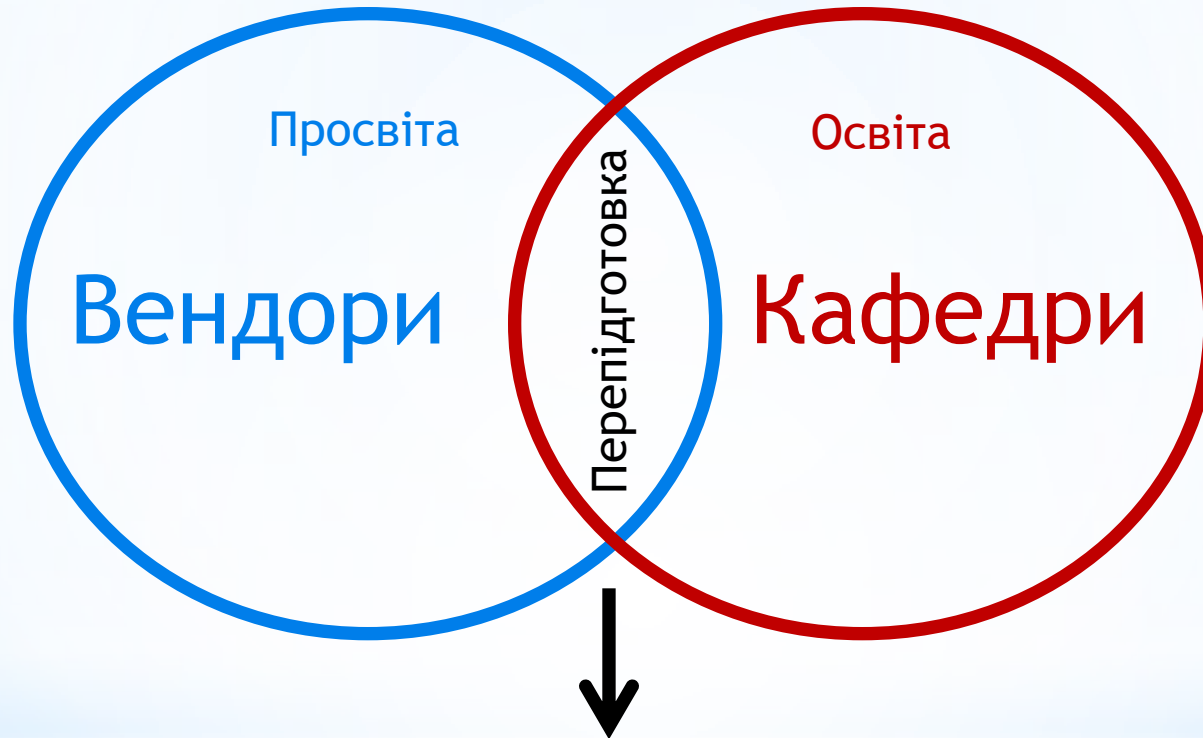 Просвіта
Освіта
Вендори
Перепідготовка
Кафедри